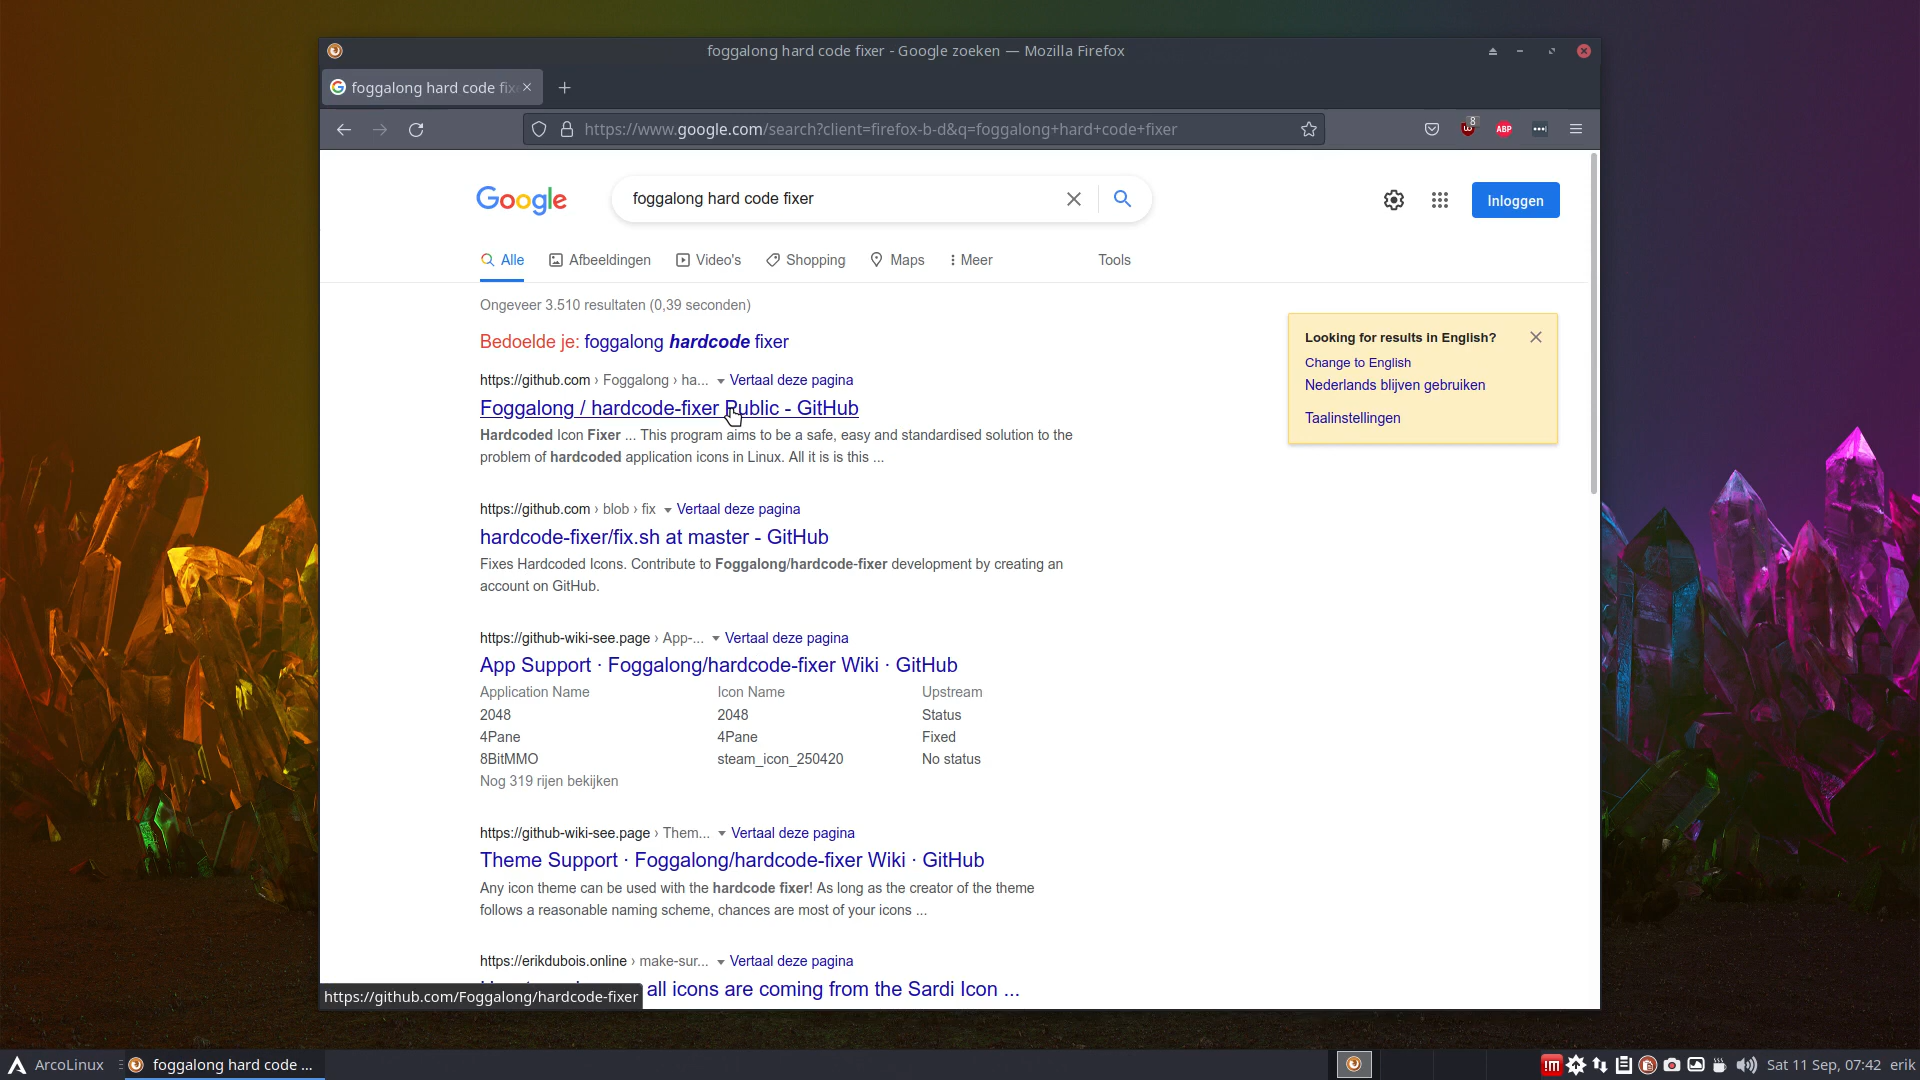 foggalong hard code fixer - Google zoeken — Mozilla Firefox
foggalong hard code fix
https://www.google.com/search?client=firefox-b-d&q=foggalong+hard+code+fixer
8
ABP
Google
foggalong hard code fixer
Inloggen
Alle Afbeeldingen Video's Shopping Maps Meer Tools
Ongeveer 3.510 resultaten (0,39 seconden)
Bedoelde je: foggalong hardcode fixer
https://github.com › Foggalong › ha... Vertaal deze pagina
Foggalong / hardcode-fixer Public - GitHub
Hardcoded Icon Fixer ... This program aims to be a safe, easy and standardised solution to the
problem of hardcoded application icons in Linux. All it is is this ...
https://github.com › blob › fix Vertaal deze pagina
hardcode-fixer/fix.sh at master - GitHub
Fixes Hardcoded Icons. Contribute to Foggalong/hardcode-fixer development by creating an
account on GitHub.
https://github-wiki-see.page › App-... Vertaal deze pagina
App Support · Foggalong/hardcode-fixer Wiki · GitHub
Application Name Icon Name Upstream
2048 2048 Status
4Pane 4Pane Fixed
8BitMMO steam_icon_250420 No status
Nog 319 rijen bekijken
https://github-wiki-see.page › Them... Vertaal deze pagina
Theme Support · Foggalong/hardcode-fixer Wiki · GitHub
Any icon theme can be used with the hardcode fixer! As long as the creator of the theme
follows a reasonable naming scheme, chances are most of your icons ...
https://erikdubois.online › make-sur... Vertaal deze pagina
all icons are coming from the Sardi Icon ...
Looking for results in English?
Change to English
Nederlands blijven gebruiken
Taalinstellingen
https://github.com/Foggalong/hardcode-fixer
ArcoLinux
foggalong hard code ...
!m
Sat 11 Sep, 07:42 erik